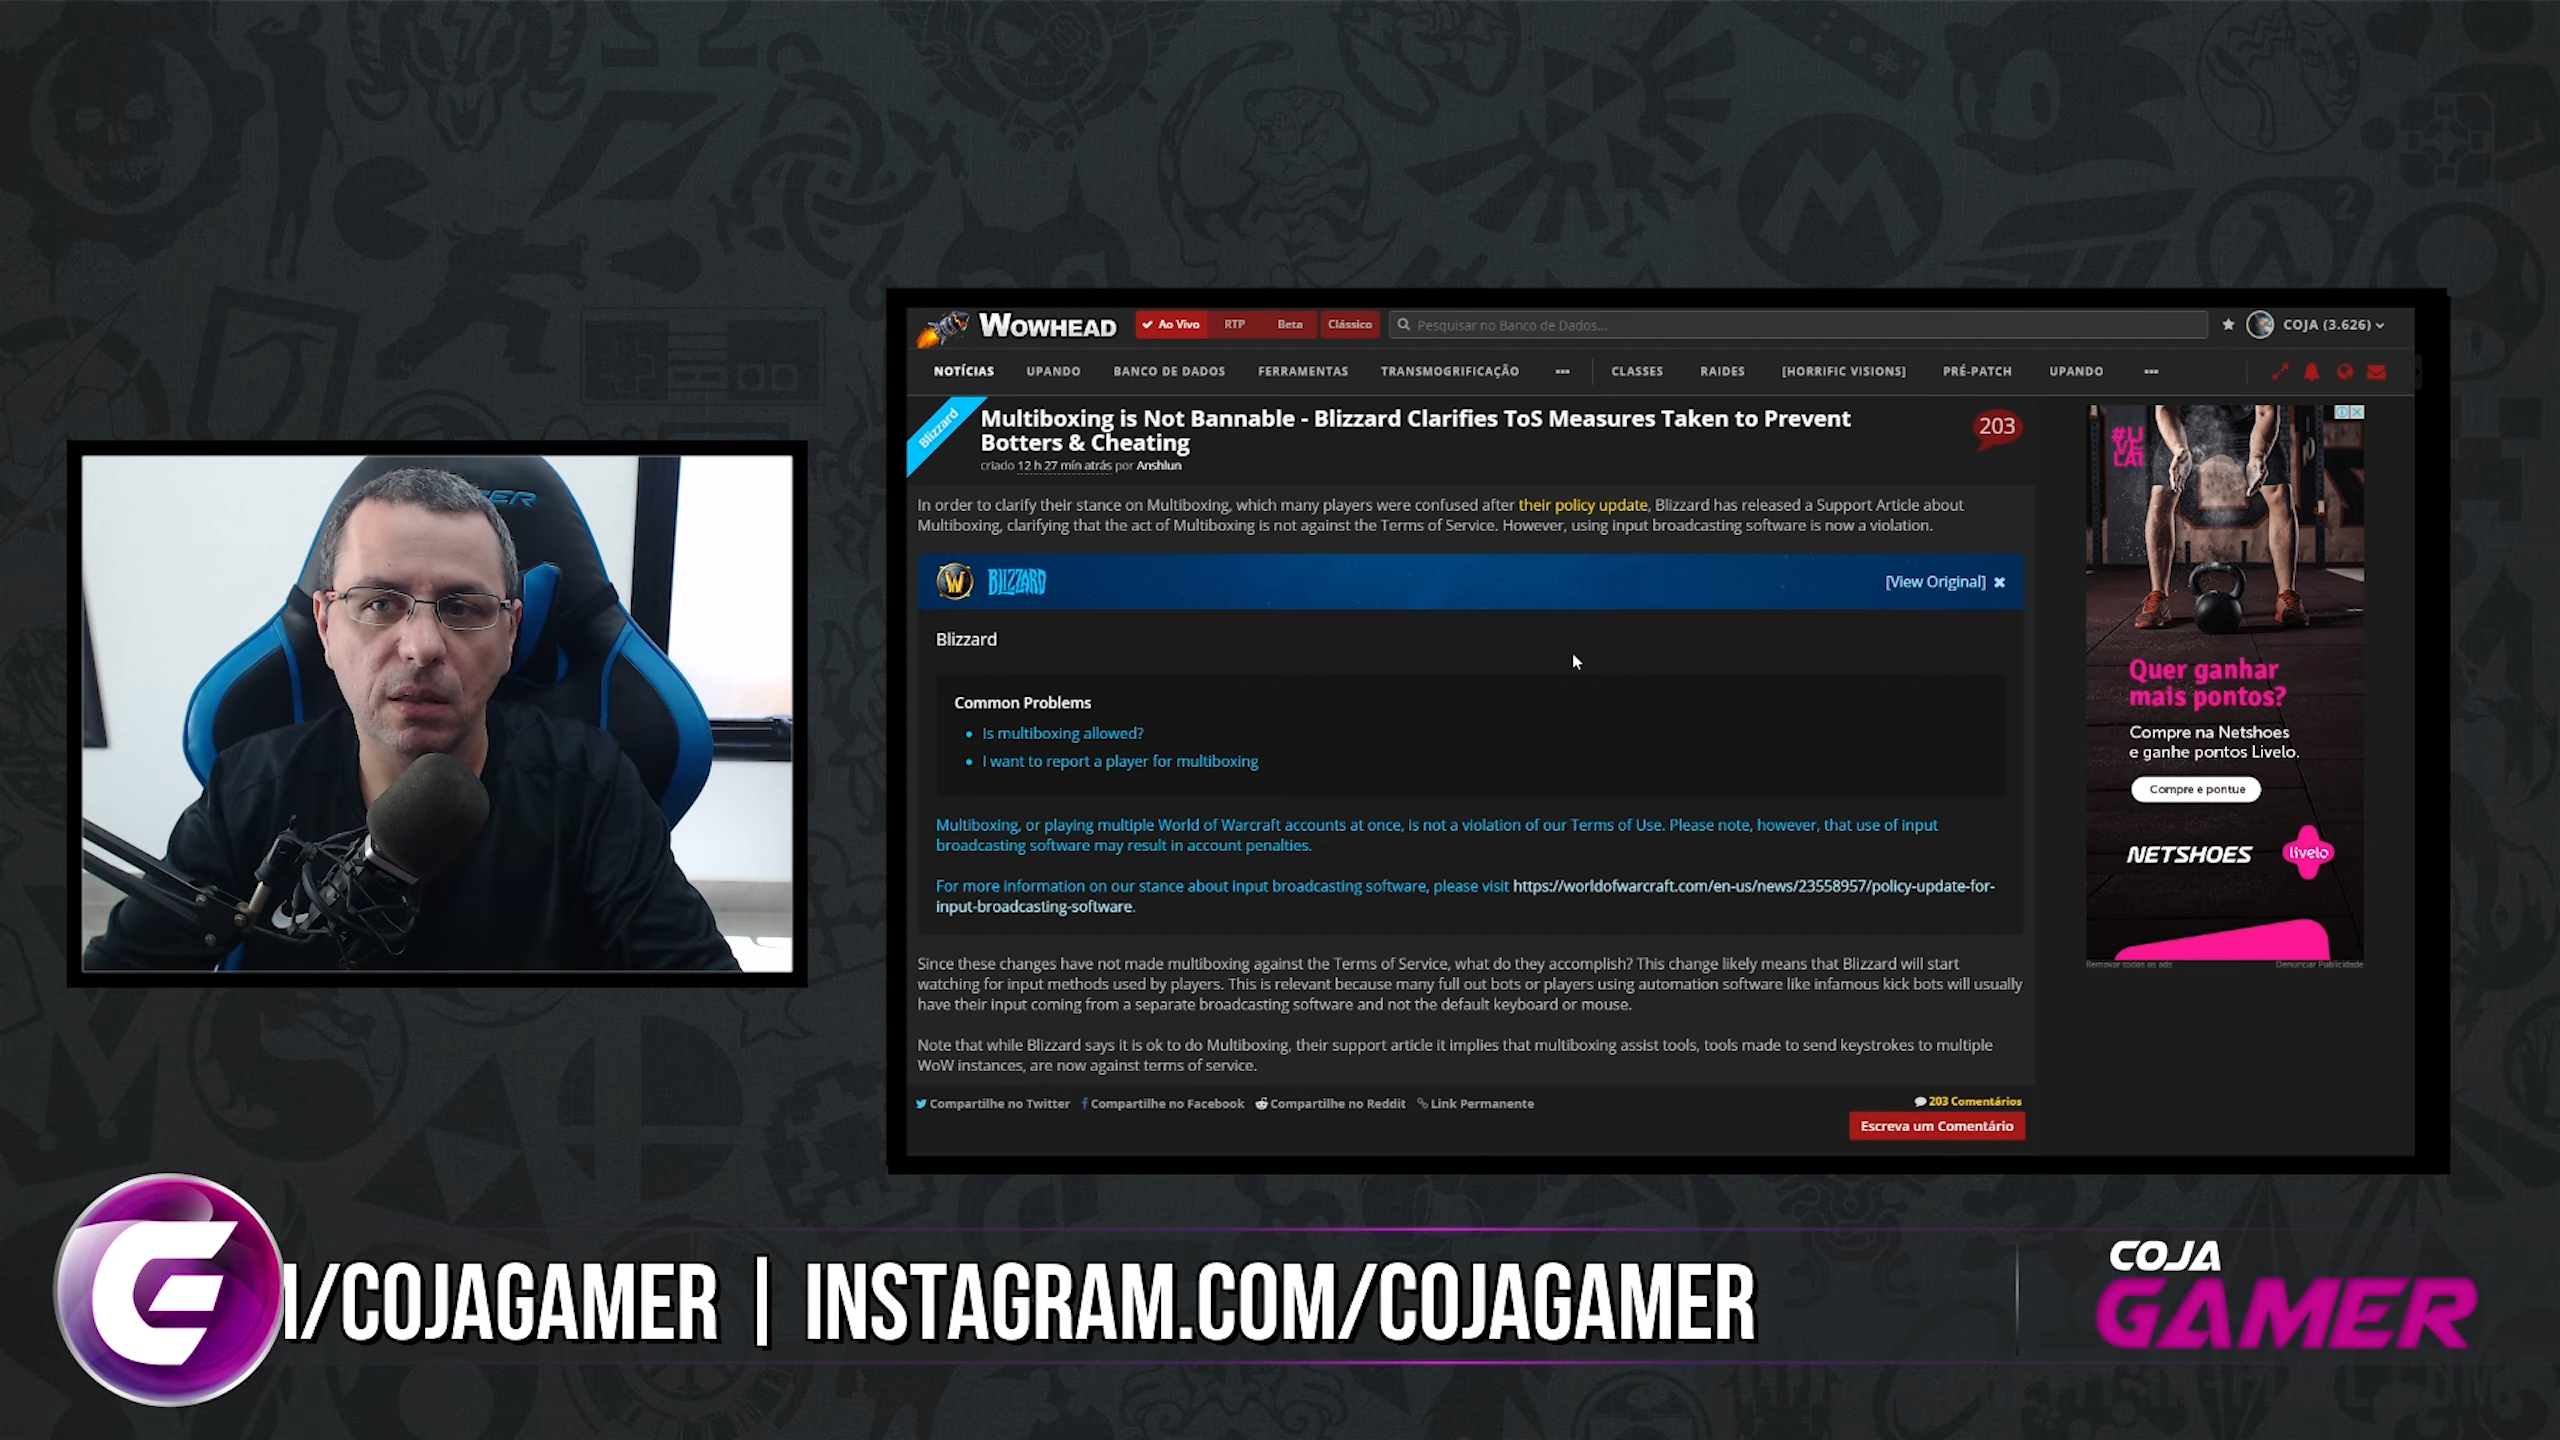 WOWHEAD
Ao Vivo RTP Beta Clássico
Pesquisar no Banco de Dados...
COJA (3.626)
NOTÍCIAS UPANDO BANCO DE DADOS FERRAMENTAS TRANSMOGRIFICAÇÃO ··· CLASSES RAIDES [HORRIFIC VISIONS] PRÉ-PATCH UPANDO ···
Blizzard
Multiboxing is Not Bannable - Blizzard Clarifies ToS Measures Taken to Prevent
Botters & Cheating
criado 12 h 27 min atrás por Anshlun
203
In order to clarify their stance on Multiboxing, which many players were confused after their policy update, Blizzard has released a Support Article about
Multiboxing, clarifying that the act of Multiboxing is not against the Terms of Service. However, using input broadcasting software is now a violation.
W BLIZZARD
[View Original]
Blizzard
Common Problems
• Is multiboxing allowed?
• I want to report a player for multiboxing
Multiboxing, or playing multiple World of Warcraft accounts at once, is not a violation of our Terms of Use. Please note, however, that use of input
broadcasting software may result in account penalties.
For more information on our stance about input broadcasting software, please visit https://worldofwarcraft.com/en-us/news/23558957/policy-update-for-
input-broadcasting-software.
Since these changes have not made multiboxing against the Terms of Service, what do they accomplish? This change likely means that Blizzard will start
watching for input methods used by players. This is relevant because many full out bots or players using automation software like infamous kick bots will usually
have their input coming from a separate broadcasting software and not the default keyboard or mouse.
Note that while Blizzard says it is ok to do Multiboxing, their support article it implies that multiboxing assist tools, tools made to send keystrokes to multiple
WoW instances, are now against terms of service.
Compartilhe no Twitter Compartilhe no Facebook Compartilhe no Reddit Link Permanente
203 Comentários
Escreva um Comentário
#U
VE
LAT
Quer ganhar
mais pontos?
Compre na Netshoes
e ganhe pontos Livelo.
Compre e pontue
NETSHOES livelo
Remover todos os ads Denunciar Publicidade
/COJAGAMER | INSTAGRAM.COM/COJAGAMER
COJA
GAMER